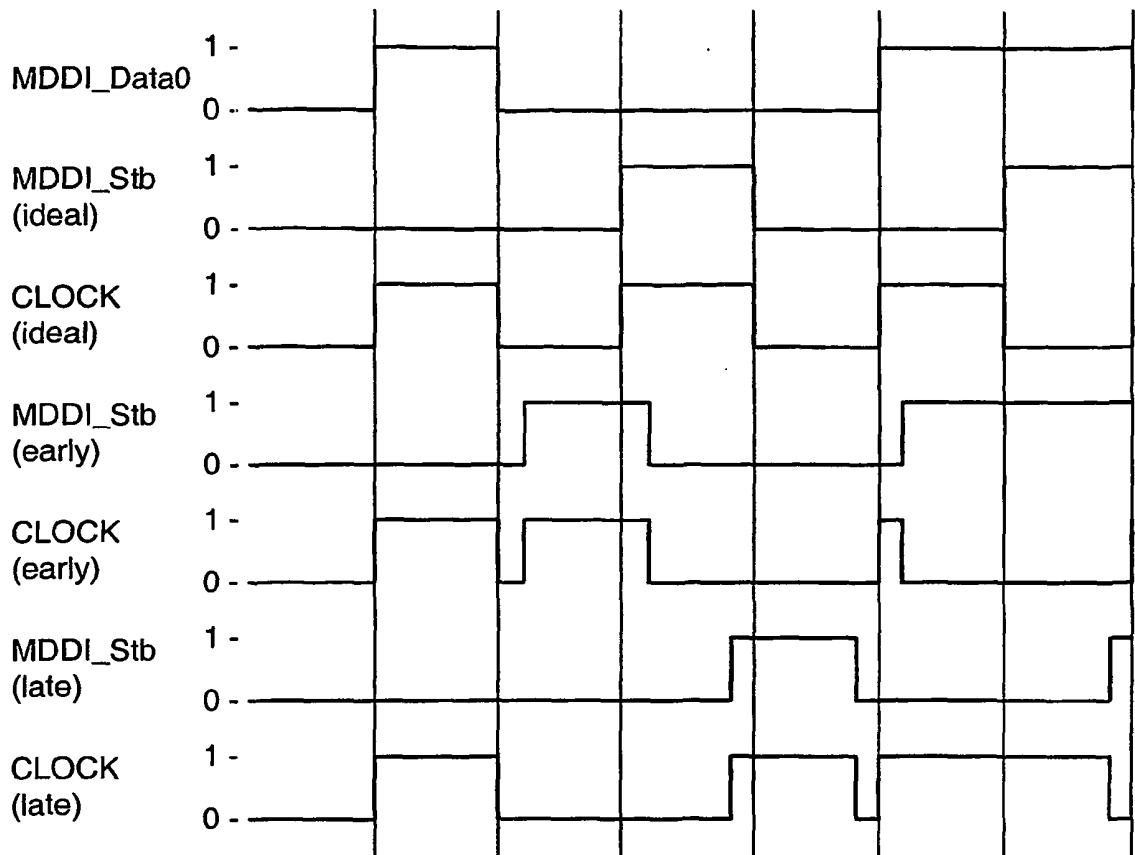 1 -
MDDI_Data0
0 -
1 -
MDDI_Stb
(ideal)
0 -
1 -
CLOCK
(ideal)
0 -
1 -
MDDI_Stb
(early)
0 -
1 -
CLOCK
(early)
0 -
1 -
MDDI_Stb
(late)
0 -
1 -
CLOCK
(late)
0 -